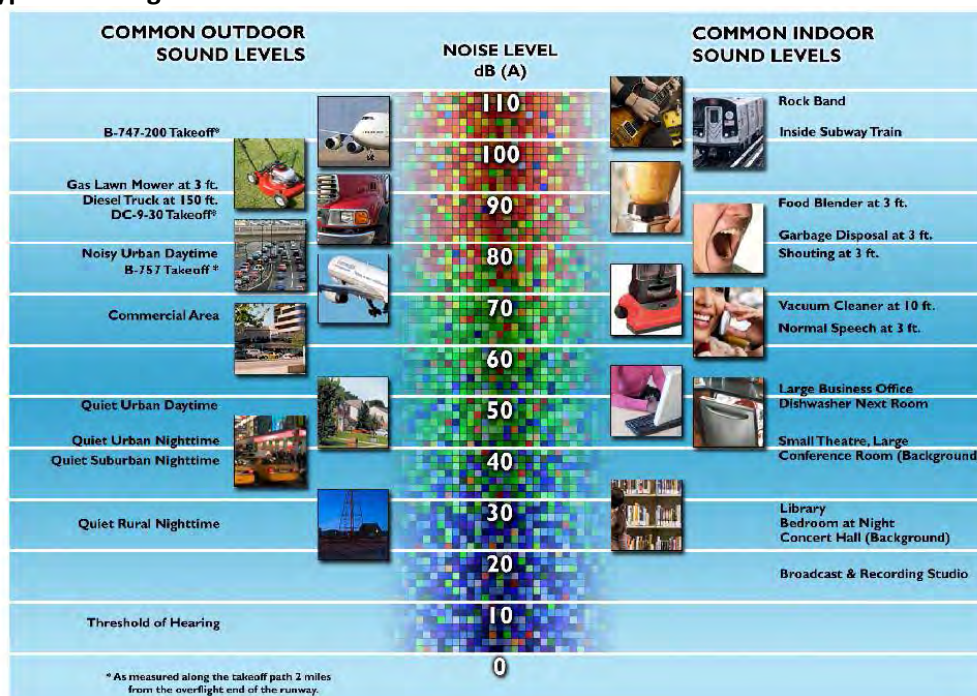 COMMON OUTDOOR
SOUND LEVELS
NOISE LEVEL
dB (A)
COMMON INDOOR
SOUND LEVELS
110
Rock Band
B-747-200 Takeoff*
Inside Subway Train
100
Gas Lawn Mower at 3 ft.
Diesel Truck at 150 ft.
DC-9-30 Takeoff*
90
Food Blender at 3 ft.
Garbage Disposal at 3 ft.
Noisy Urban Daytime
B-757 Takeoff *
80
Shouting at 3 ft.
Commercial Area
70
Vacuum Cleaner at 10 ft.
Normal Speech at 3 ft.
60
Large Business Office
Quiet Urban Daytime
50
Dishwasher Next Room
Quiet Urban Nighttime
Small Theatre, Large
Quiet Suburban Nighttime
40
Conference Room (Background
30
Quiet Rural Nighttime
Library
Bedroom at Night
Concert Hall (Background)
20
Broadcast & Recording Studio
10
Threshold of Hearing
0
* As measured along the takeoff path 2 miles
from the overflight end of the runway.